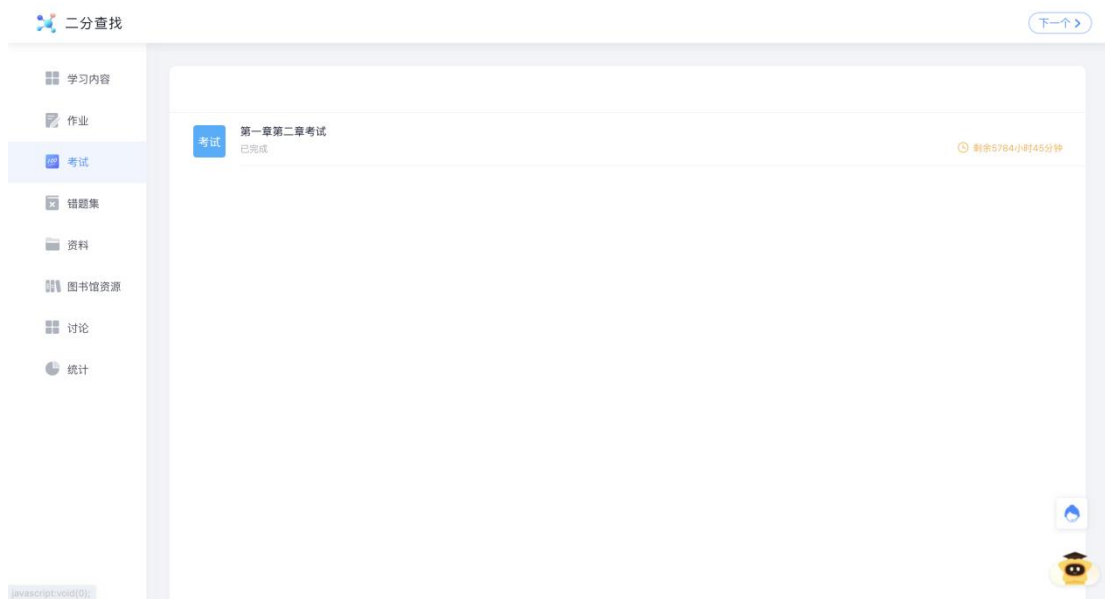 二分查找
下一个 >
学习内容
作业
考试
错题集
资料
图书馆资源
讨论
统计
考试
第一章第二章考试
已完成
剩余5784小时45分钟
javascript:void(0);